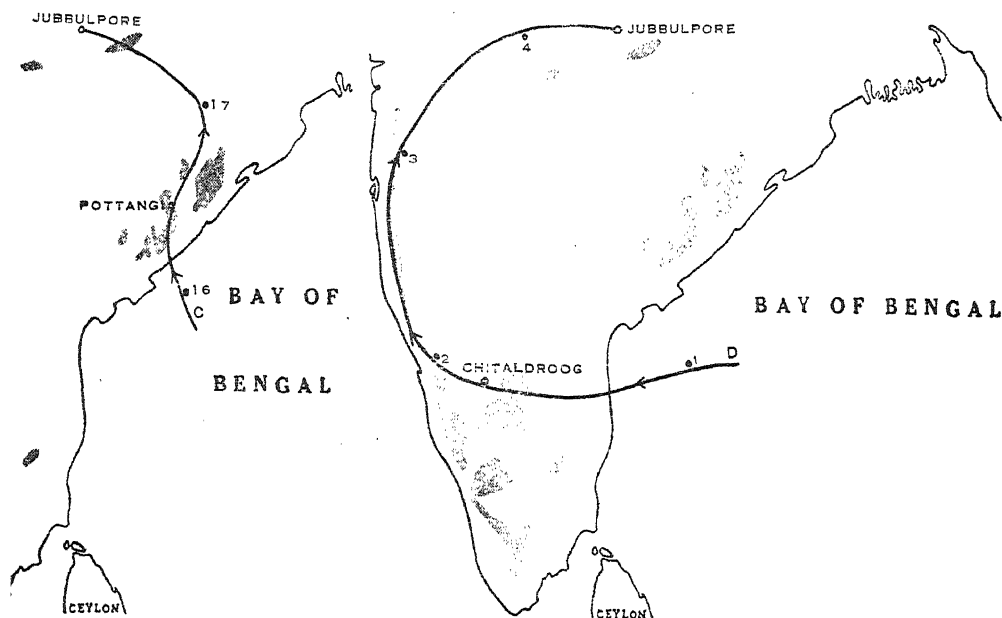 JUBBULPORE
17
POTTANGI
16
C
BAY OF
BENGAL
CEYLON
JUBBULPORE
4
3
BAY OF BENGAL
D
1
2
CHITALDROOG
CEYLON